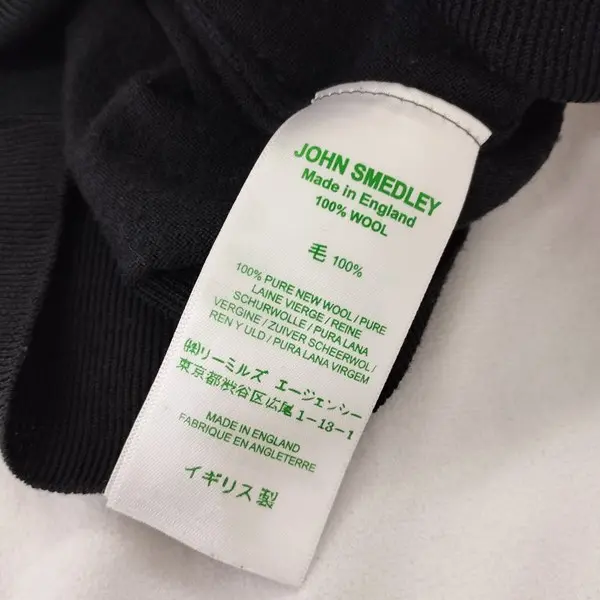 JOHN SMEDLEY
Made in England
100% WOOL
毛 100%
100% PURE NEW WOOL / PURE
LAINE VIERGE / REINE
SCHURWOLLE / PURA LANA
VERGINE / ZUIVER SCHEERWOL /
REN Y ULD / PURA LANA VIRGEM
㈱リーミルズ エージェンシー
東京都渋谷区広尾1-13-1
MADE IN ENGLAND
FABRIQUE EN ANGLETERRE
イギリス製